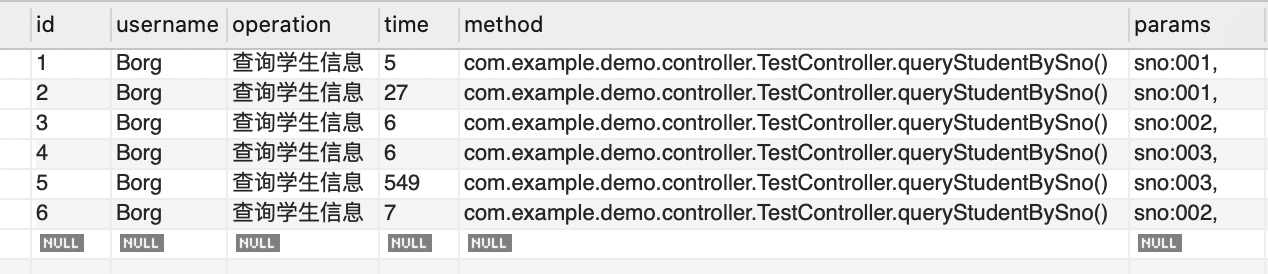 id username operation time method params
1 Borg 查询学生信息 5 com.example.demo.controller.TestController.queryStudentBySno() sno:001,
2 Borg 查询学生信息 27 com.example.demo.controller.TestController.queryStudentBySno() sno:001,
3 Borg 查询学生信息 6 com.example.demo.controller.TestController.queryStudentBySno() sno:002,
4 Borg 查询学生信息 6 com.example.demo.controller.TestController.queryStudentBySno() sno:003,
5 Borg 查询学生信息 549 com.example.demo.controller.TestController.queryStudentBySno() sno:003,
6 Borg 查询学生信息 7 com.example.demo.controller.TestController.queryStudentBySno() sno:002,
NULL NULL NULL NULL NULL NULL